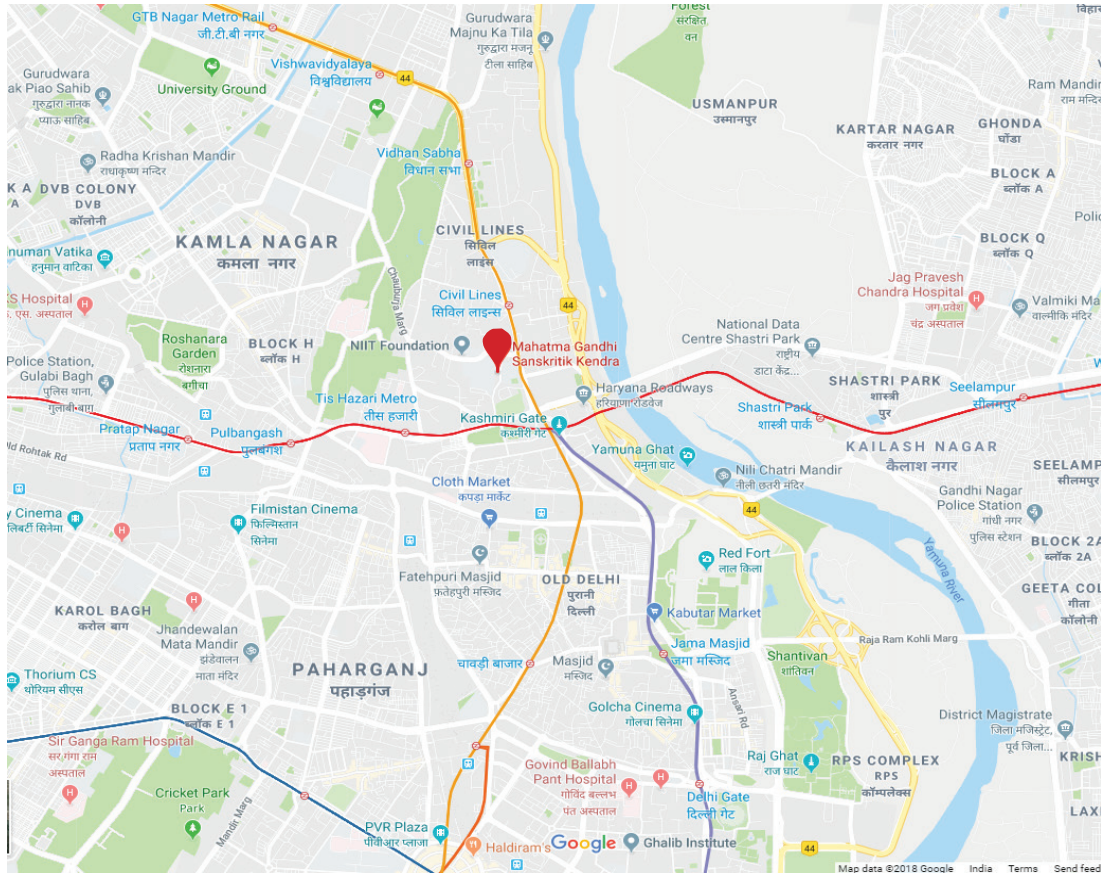 GTB Nagar Metro Rail
जी.टी.बी नगर
Gurudwara
Majnu Ka Tila
गुरुद्वारा मजनू
टीला साहिब
Forest
संरक्षित
वन
Vishwavidyalaya
विश्वविद्यालय
44
University Ground
Gurudwara
ak Piao Sahib
गुरुद्वारा नानक
प्याऊ साहिब
USMANPUR
उस्मानपुर
Ram Mandir
राम मन्दिर
KARTAR NAGAR
करतार नगर
GHONDA
घोंडा
Radha Krishan Mandir
राधाकृष्ण मन्दिर
Vidhan Sabha
विधान सभा
BLOCK A
ब्लॉक A
K A
DVB COLONY
DVB
कॉलोनी
CIVIL LINES
सिविल
लाइंस
KAMLA NAGAR
कमला नगर
BLOCK Q
ब्लॉक Q
numan Vatika
हनुमान वाटिका
Chauburja Marg
Jag Pravesh
Chandra Hospital
जग प्रवेश
चंद्र अस्पताल
Valmiki Ma
वाल्मीकि मंदिर
KS Hospital
. एस. अस्पताल
Civil Lines
सिविल लाइन्स
44
National Data
Centre Shastri Park
राष्ट्रीय
डाटा केंद्र...
Roshanara
Garden
रोशनारा
बगीचा
BLOCK H
ब्लॉक H
NIIT Foundation
Mahatma Gandhi
Sanskritik Kendra
Police Station,
Gulabi Bagh
पुलिस थाना,
गुलाबी बाग
Haryana Roadways
हरियाणा रोडवेज
SHASTRI PARK
शास्त्री
पुर
Seelampur
सीलमपुर
Tis Hazari Metro
तीस हजारी
Kashmiri Gate
कश्मीरी गेट
Shastri Park
शास्त्री पार्क
Pratap Nagar
प्रताप नगर
Pulbangash
पुलबंगश
Old Rohtak Rd
Yamuna Ghat
यमुना घाट
KAILASH NAGAR
कैलाश नगर
Nili Chatri Mandir
नीली छतरी मंदिर
SEELAMP
सीलमपुर
Cloth Market
कपड़ा मार्केट
Gandhi Nagar
Police Station
गांधी नगर
पुलिस स्टेशन
y Cinema
लिबर्टी सिनेमा
Filmistan Cinema
फिल्मिस्तान
सिनेमा
44
BLOCK 2A
ब्लॉक 2A
Red Fort
लाल किला
Fatehpuri Masjid
फ़तेहपुरी मस्जिद
OLD DELHI
पुरानी
दिल्ली
Yamuna River
GEETA COL
गीता
कॉलोनी
KAROL BAGH
करोल बाग
Kabutar Market
Jhandewalan
Mata Mandir
झंडेवालन
माता मंदिर
Raja Ram Kohli Marg
Jama Masjid
जमा मस्जिद
चावड़ी बाजार
Masjid
मस्जिद
Shantivan
शांतिवन
PAHARGANJ
पहाड़गंज
Thorium CS
थोरियम सीएस
Ansari Rd
BLOCK E 1
ब्लॉक E 1
Golcha Cinema
गोलचा सिनेमा
District Magistrate
जिला मजिस्ट्रेट,
पूर्व जिला...
Sir Ganga Ram Hospital
सर गंगा राम
अस्पताल
Govind Ballabh
Pant Hospital
गोविंद बल्लभ
पंत अस्पताल
Raj Ghat
राज घाट
RPS COMPLEX
RPS
कॉम्पलेक्स
KRISH
Cricket Park
Park
Mandir Marg
Delhi Gate
दिल्ली गेट
LAX
PVR Plaza
पीवीआर प्लाजा
Haldiram's
Google
Ghalib Institute
44
Map data ©2018 Google India Terms Send feed